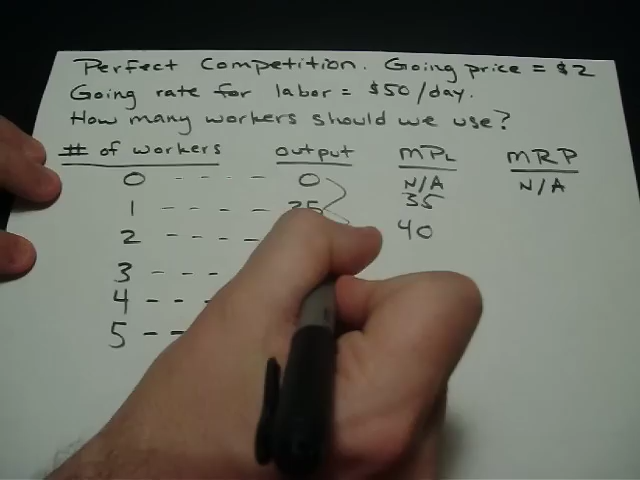 Perfect Competition. Going price = $2
Going rate for labor = $50/day.
How many workers should we use?
# of workers output MPL MRP
0 - - - - - 0 N/A N/A
1 - - - - 35 35
2 - - - - 40
3 - - -
4 - -
5 - -